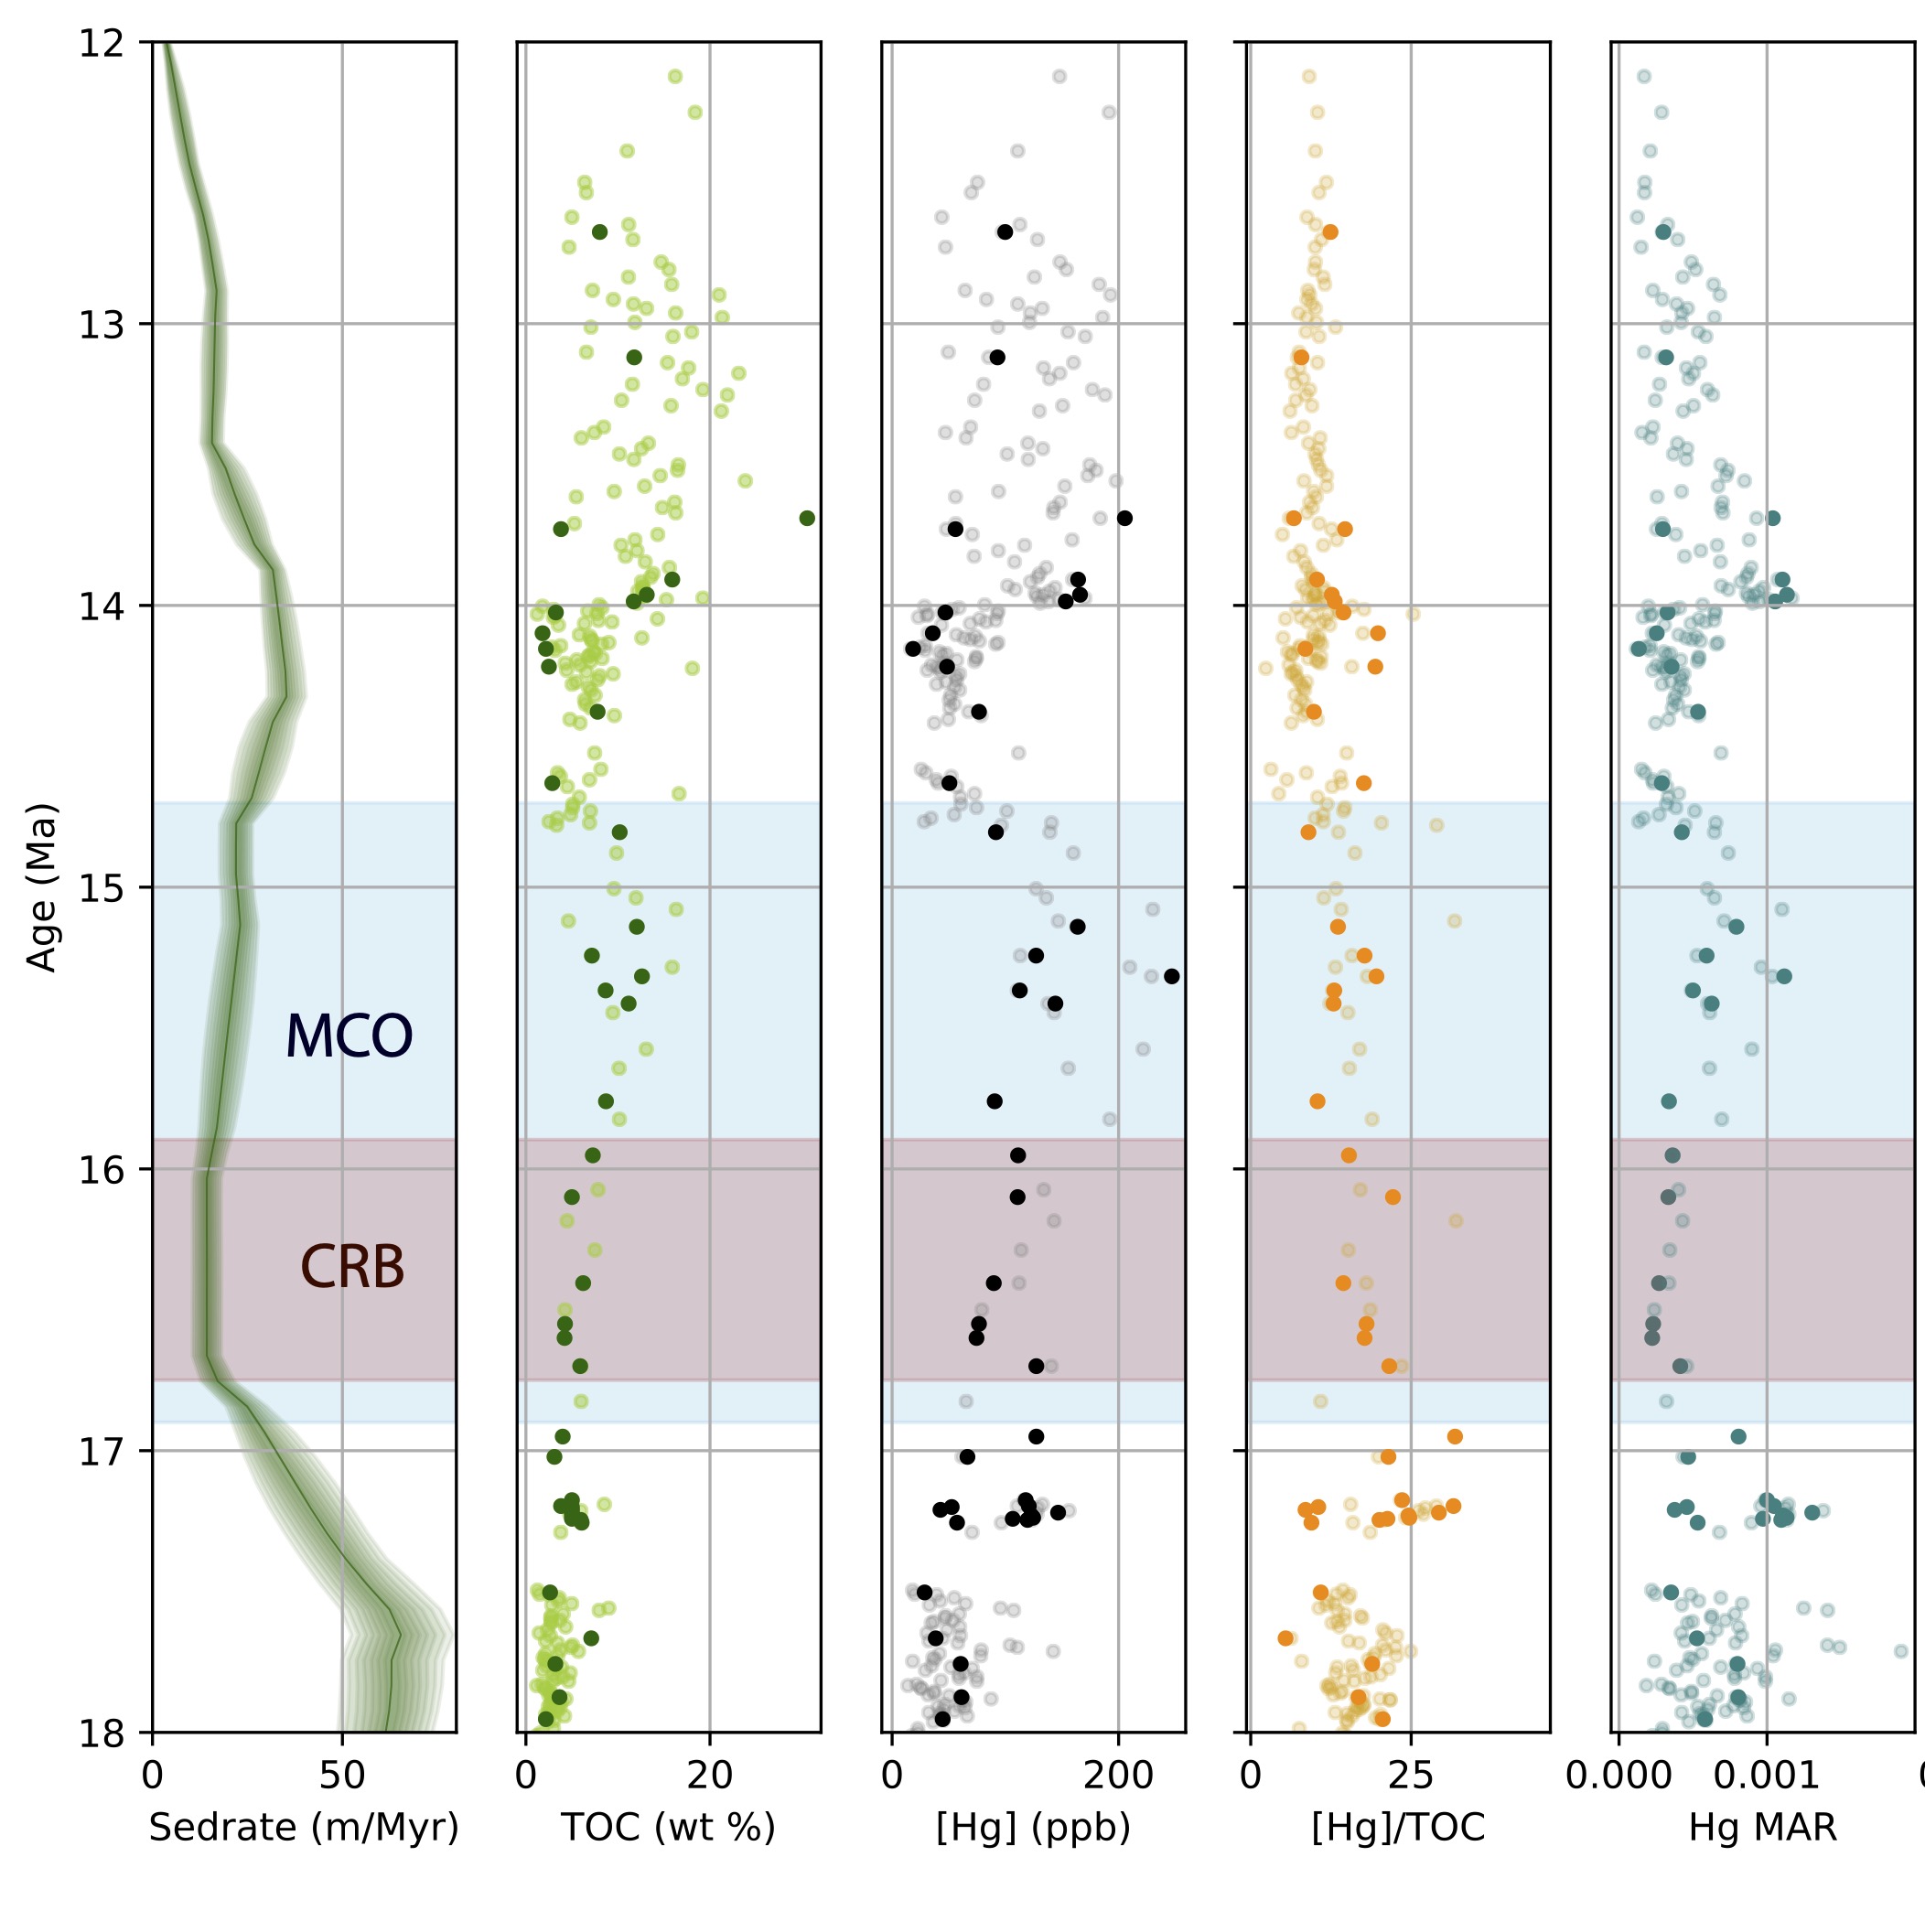 12
13
14
15
16
17
18
Age (Ma)
MCO
CRB
0 50
Sedrate (m/Myr)
0 20
TOC (wt %)
0 200
[Hg] (ppb)
0 25
[Hg]/TOC
0.000 0.001
Hg MAR